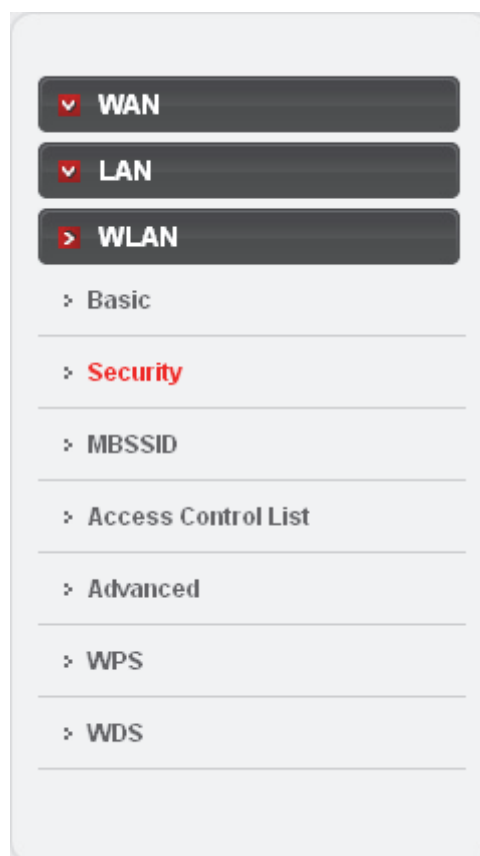 WAN
LAN
WLAN
Basic
Security
MBSSID
Access Control List
Advanced
WPS
WDS